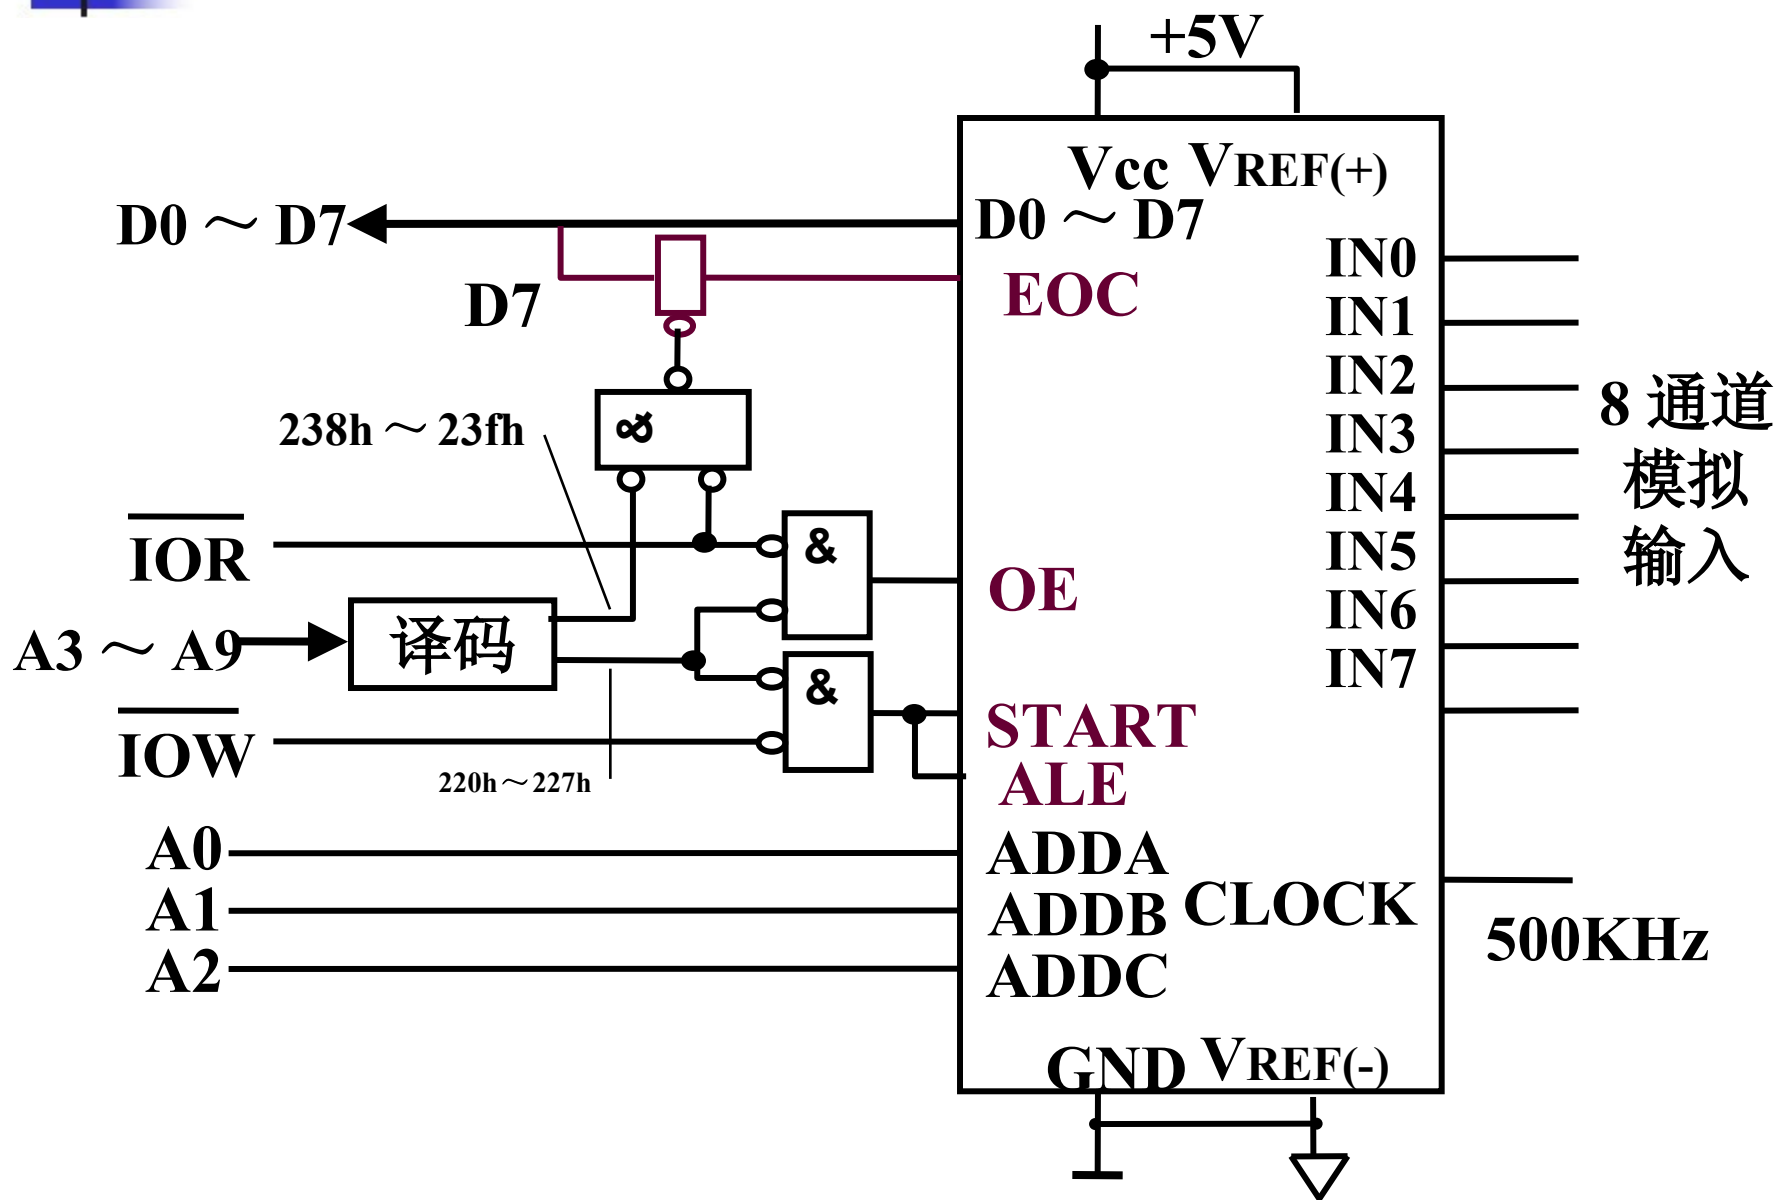 +5V
Vcc VREF(+)
D0 ～ D7
D0 ～ D7
IN0
EOC
D7
IN1
IN2
8 通道
238h ～ 23fh
&
IN3
模拟
IN4
IOR
&
IN5
输入
OE
IN6
A3 ～ A9
译码
IN7
&
START
IOW
220h～227h
ALE
A0
ADDA
A1
ADDB
CLOCK
500KHz
A2
ADDC
GND VREF(-)